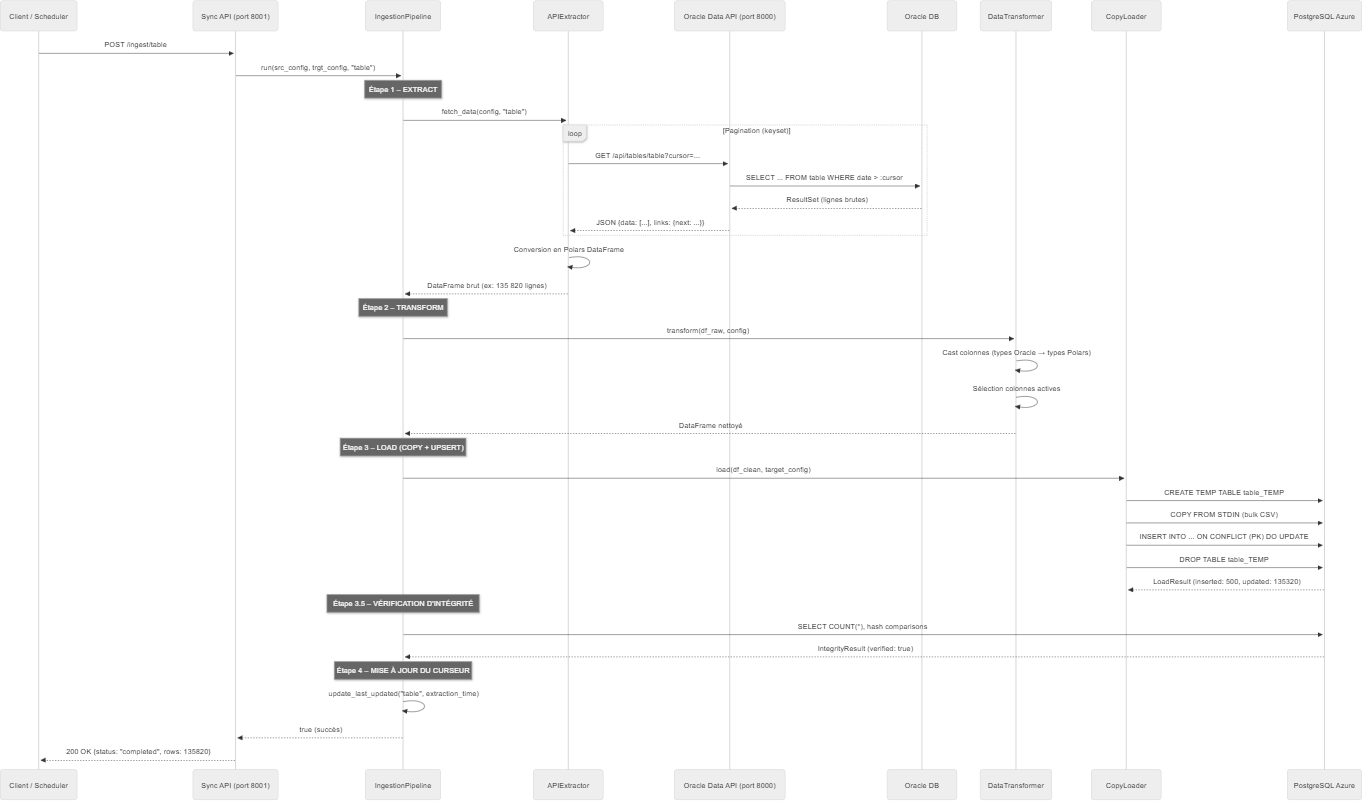 Client / Scheduler
Sync API (port 8001)
IngestionPipeline
APIExtractor
Oracle Data API (port 8000)
Oracle DB
DataTransformer
CopyLoader
PostgreSQL Azure
POST /ingest/table
run(src_config, trgt_config, "table")
Étape 1 – EXTRACT
fetch_data(config, "table")
loop
[Pagination (keyset)]
GET /api/tables/table?cursor=...
SELECT ... FROM table WHERE date > :cursor
ResultSet (lignes brutes)
JSON {data: [...], links: {next: ...}}
Conversion en Polars DataFrame
DataFrame brut (ex: 135 820 lignes)
Étape 2 – TRANSFORM
transform(df_raw, config)
Cast colonnes (types Oracle → types Polars)
Sélection colonnes actives
DataFrame nettoyé
Étape 3 – LOAD (COPY + UPSERT)
load(df_clean, target_config)
CREATE TEMP TABLE table_TEMP
COPY FROM STDIN (bulk CSV)
INSERT INTO ... ON CONFLICT (PK) DO UPDATE
DROP TABLE table_TEMP
LoadResult (inserted: 500, updated: 135320)
Étape 3.5 – VÉRIFICATION D'INTÉGRITÉ
SELECT COUNT(*), hash comparisons
IntegrityResult (verified: true)
Étape 4 – MISE À JOUR DU CURSEUR
update_last_updated("table", extraction_time)
true (succès)
200 OK {status: "completed", rows: 135820}
Client / Scheduler
Sync API (port 8001)
IngestionPipeline
APIExtractor
Oracle Data API (port 8000)
Oracle DB
DataTransformer
CopyLoader
PostgreSQL Azure